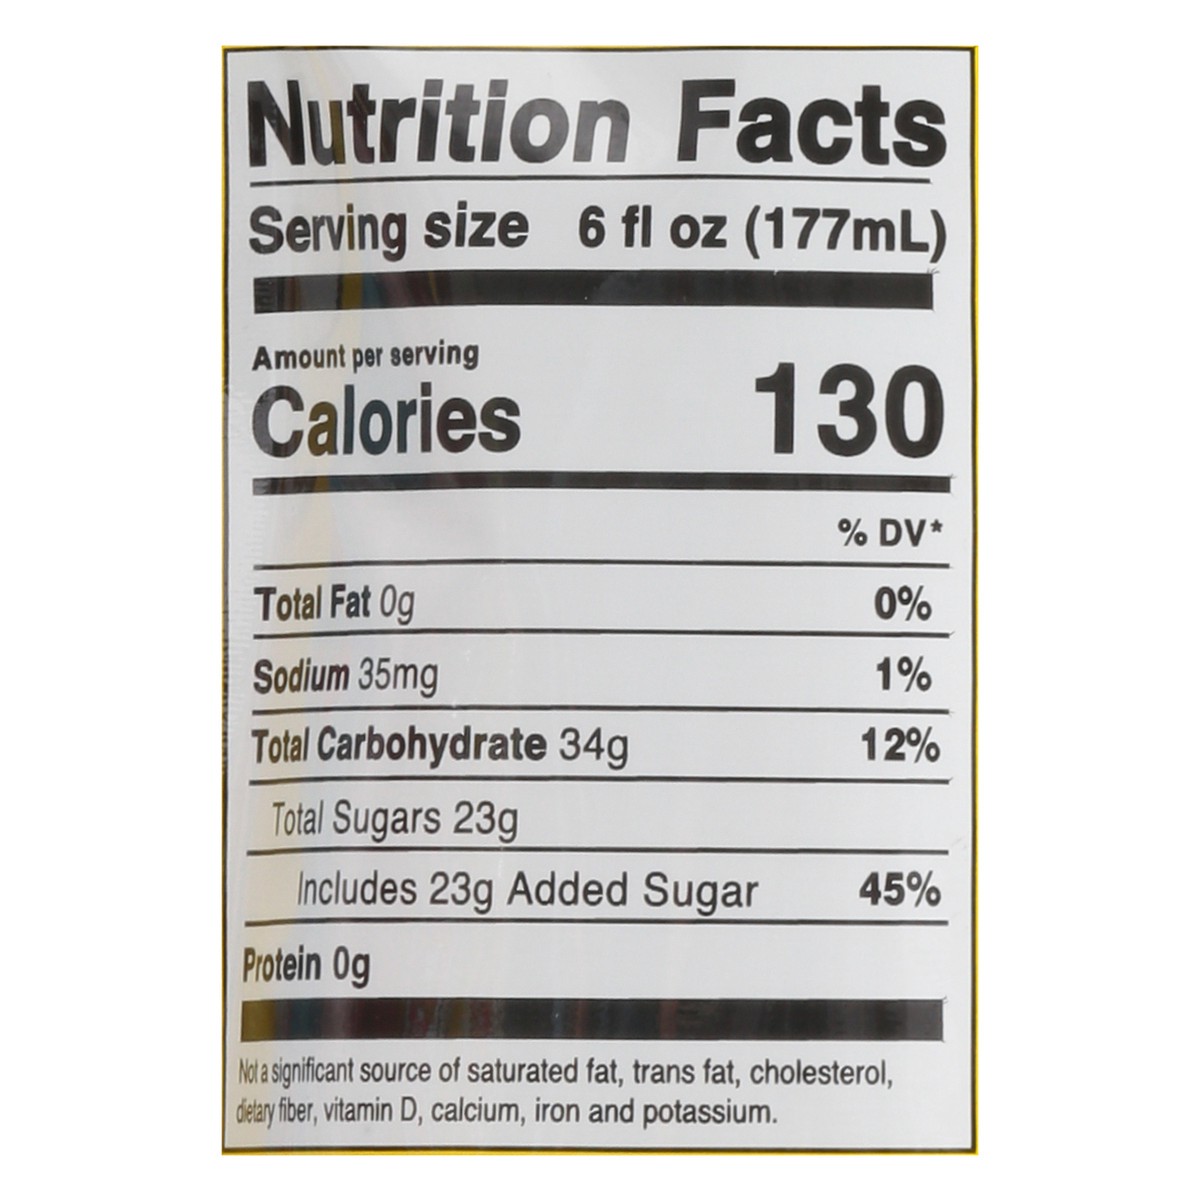 Nutrition Facts
Serving size 6 fl oz (177mL)
Amount per serving
Calories 130
% DV*
Total Fat 0g 0%
Sodium 35mg 1%
Total Carbohydrate 34g 12%
Total Sugars 23g
Includes 23g Added Sugar 45%
Protein 0g
Not a significant source of saturated fat, trans fat, cholesterol,
dietary fiber, vitamin D, calcium, iron and potassium.